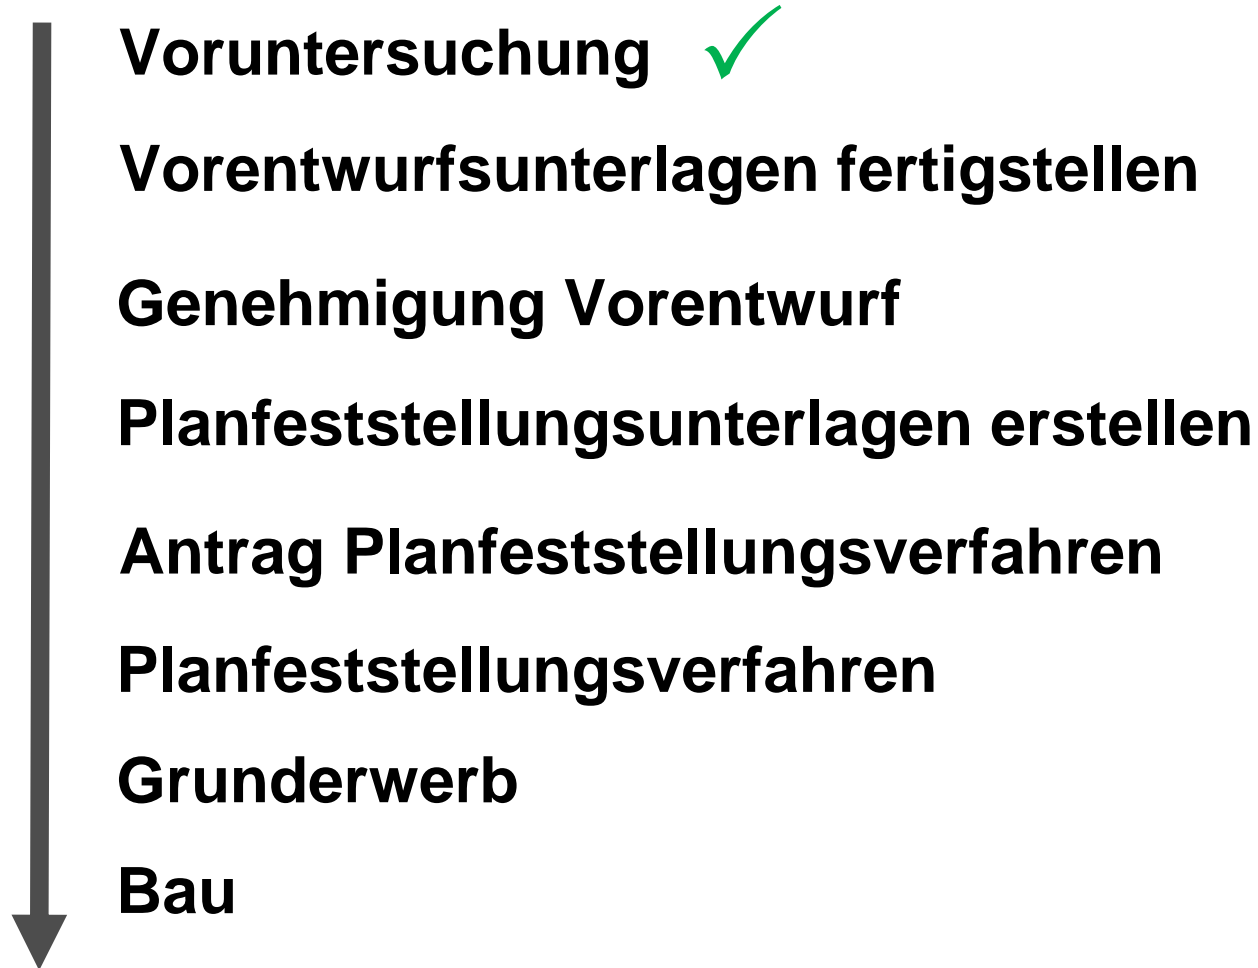 Voruntersuchung ✓
Vorentwurfsunterlagen fertigstellen
Genehmigung Vorentwurf
Planfeststellungsunterlagen erstellen
Antrag Planfeststellungsverfahren
Planfeststellungsverfahren
Grunderwerb
Bau